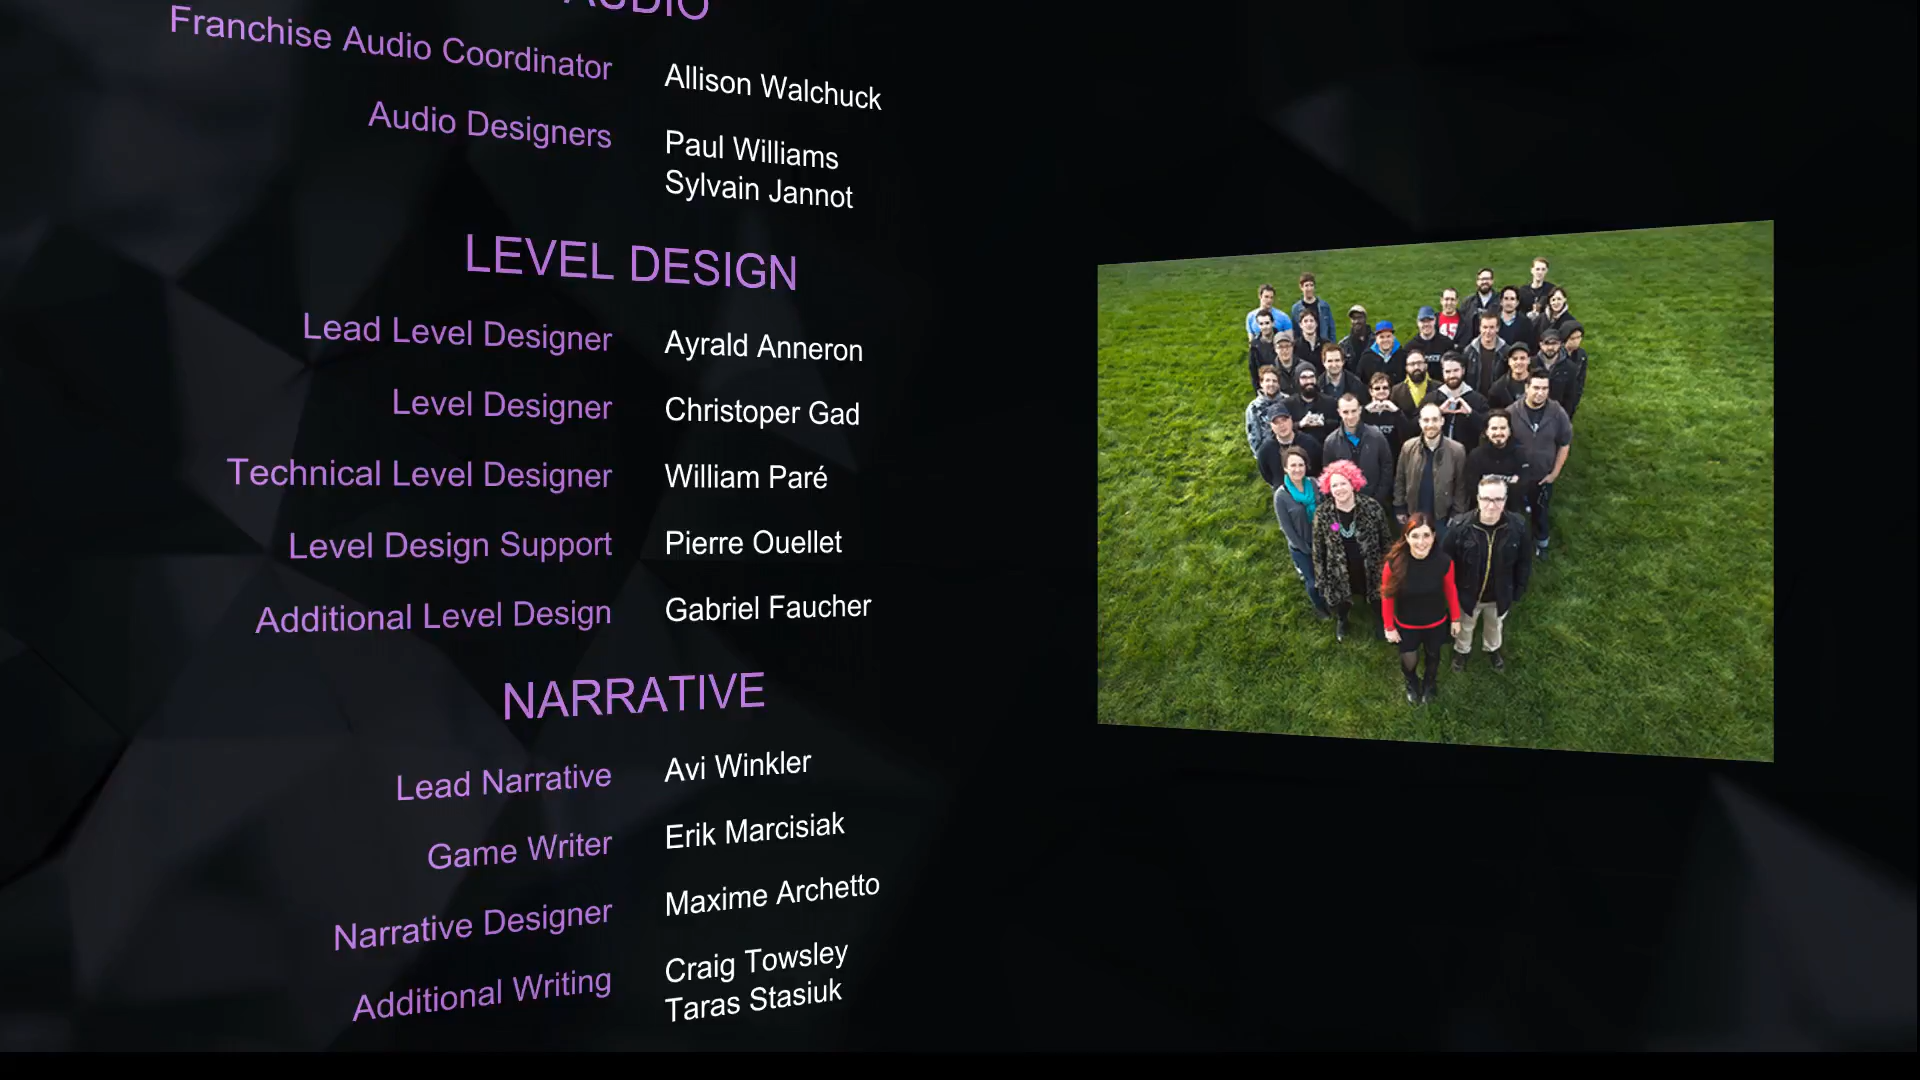 AUDIO
Franchise Audio Coordinator Allison Walchuck
Audio Designers Paul Williams
Sylvain Jannot
LEVEL DESIGN
Lead Level Designer Ayrald Anneron
Level Designer Christoper Gad
Technical Level Designer William Paré
Level Design Support Pierre Ouellet
Additional Level Design Gabriel Faucher
NARRATIVE
Lead Narrative Avi Winkler
Game Writer Erik Marcisiak
Narrative Designer Maxime Archetto
Additional Writing Craig Towsley
Taras Stasiuk
45